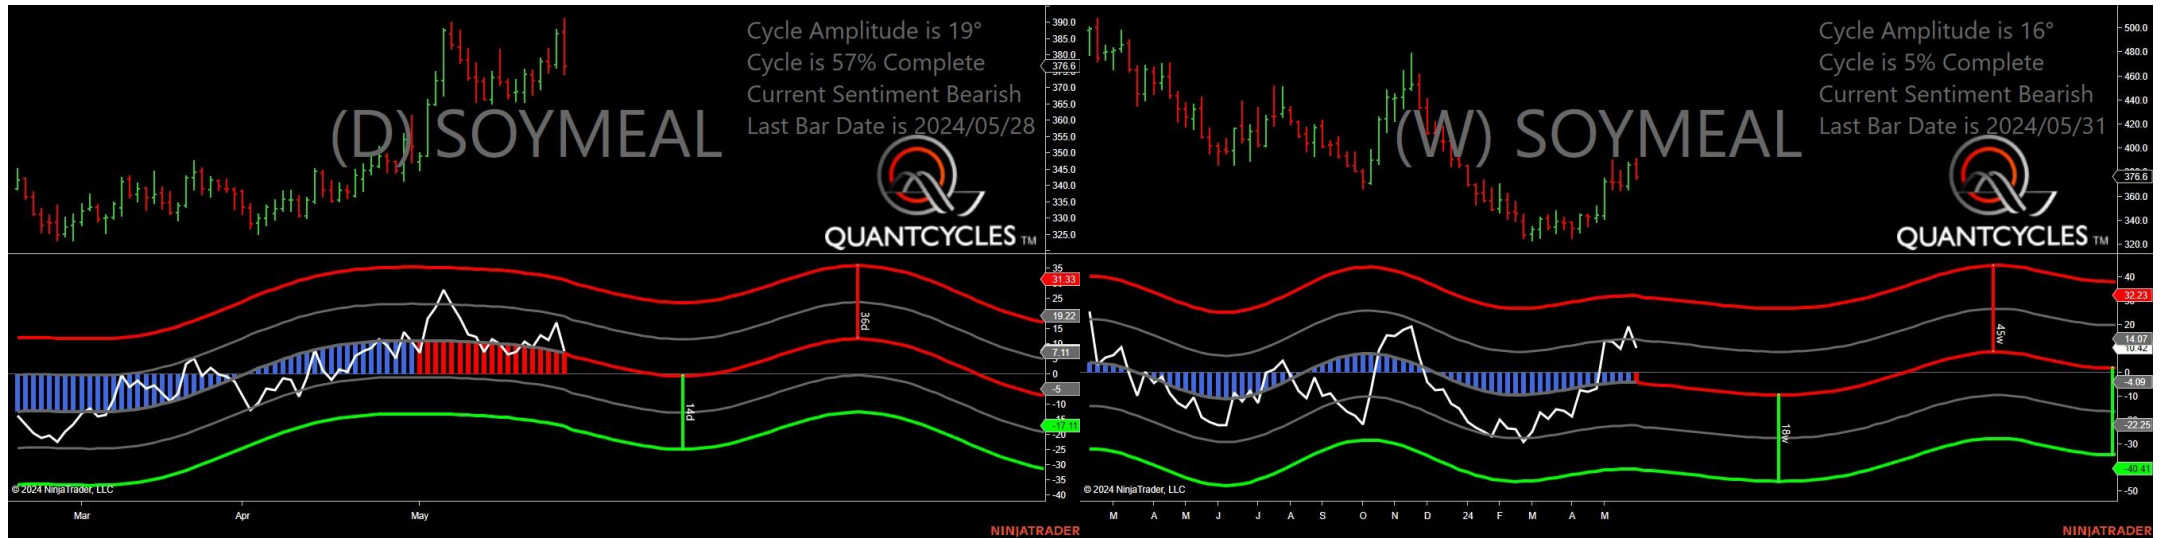 Cycle Amplitude is 19°
Cycle is 57% Complete
Current Sentiment Bearish
Last Bar Date is 2024/05/28
(D) SOYMEAL
QUANTCYCLES TM
390.0
385.0
380.0
376.6
370.0
365.0
360.0
355.0
350.0
345.0
340.0
335.0
330.0
325.0
35
31.33
25
19.22
15
7.11
0
-5
-10
-17.11
-20
-25
-30
-35
-40
36d
14d
© 2024 NinjaTrader, LLC
Mar Apr May
NINJATRADER
Cycle Amplitude is 16°
Cycle is 5% Complete
Current Sentiment Bearish
Last Bar Date is 2024/05/31
(W) SOYMEAL
QUANTCYCLES TM
500.0
480.0
460.0
440.0
420.0
400.0
376.6
360.0
340.0
320.0
40
32.23
20
14.07
10.42
0
-4.09
-10
-22.25
-30
-40.41
-50
45w
18w
© 2024 NinjaTrader, LLC
M A M J J A S O N D 24 F M A M
NINJATRADER